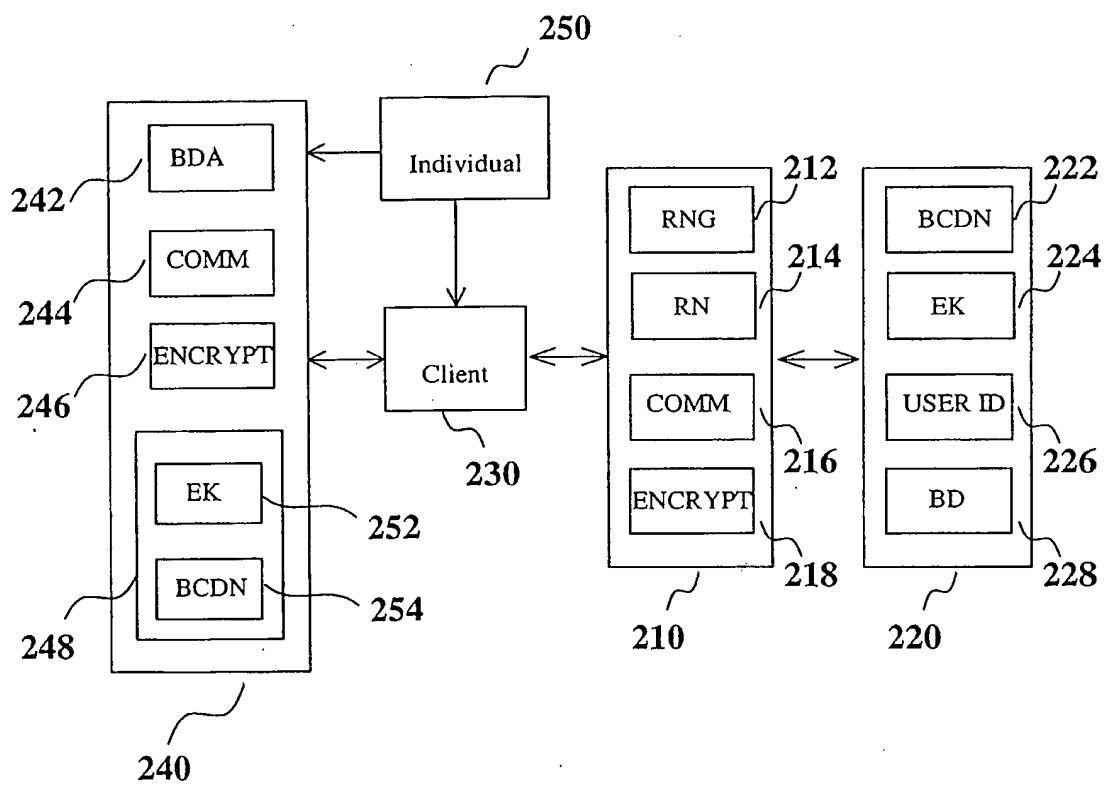 250
BDA
Individual
242
RNG
212
BCDN
222
COMM
244
RN
214
EK
224
ENCRYPT
246
Client
230
COMM
216
USER ID
226
EK
252
ENCRYPT
218
BD
228
BCDN
254
248
210
220
240